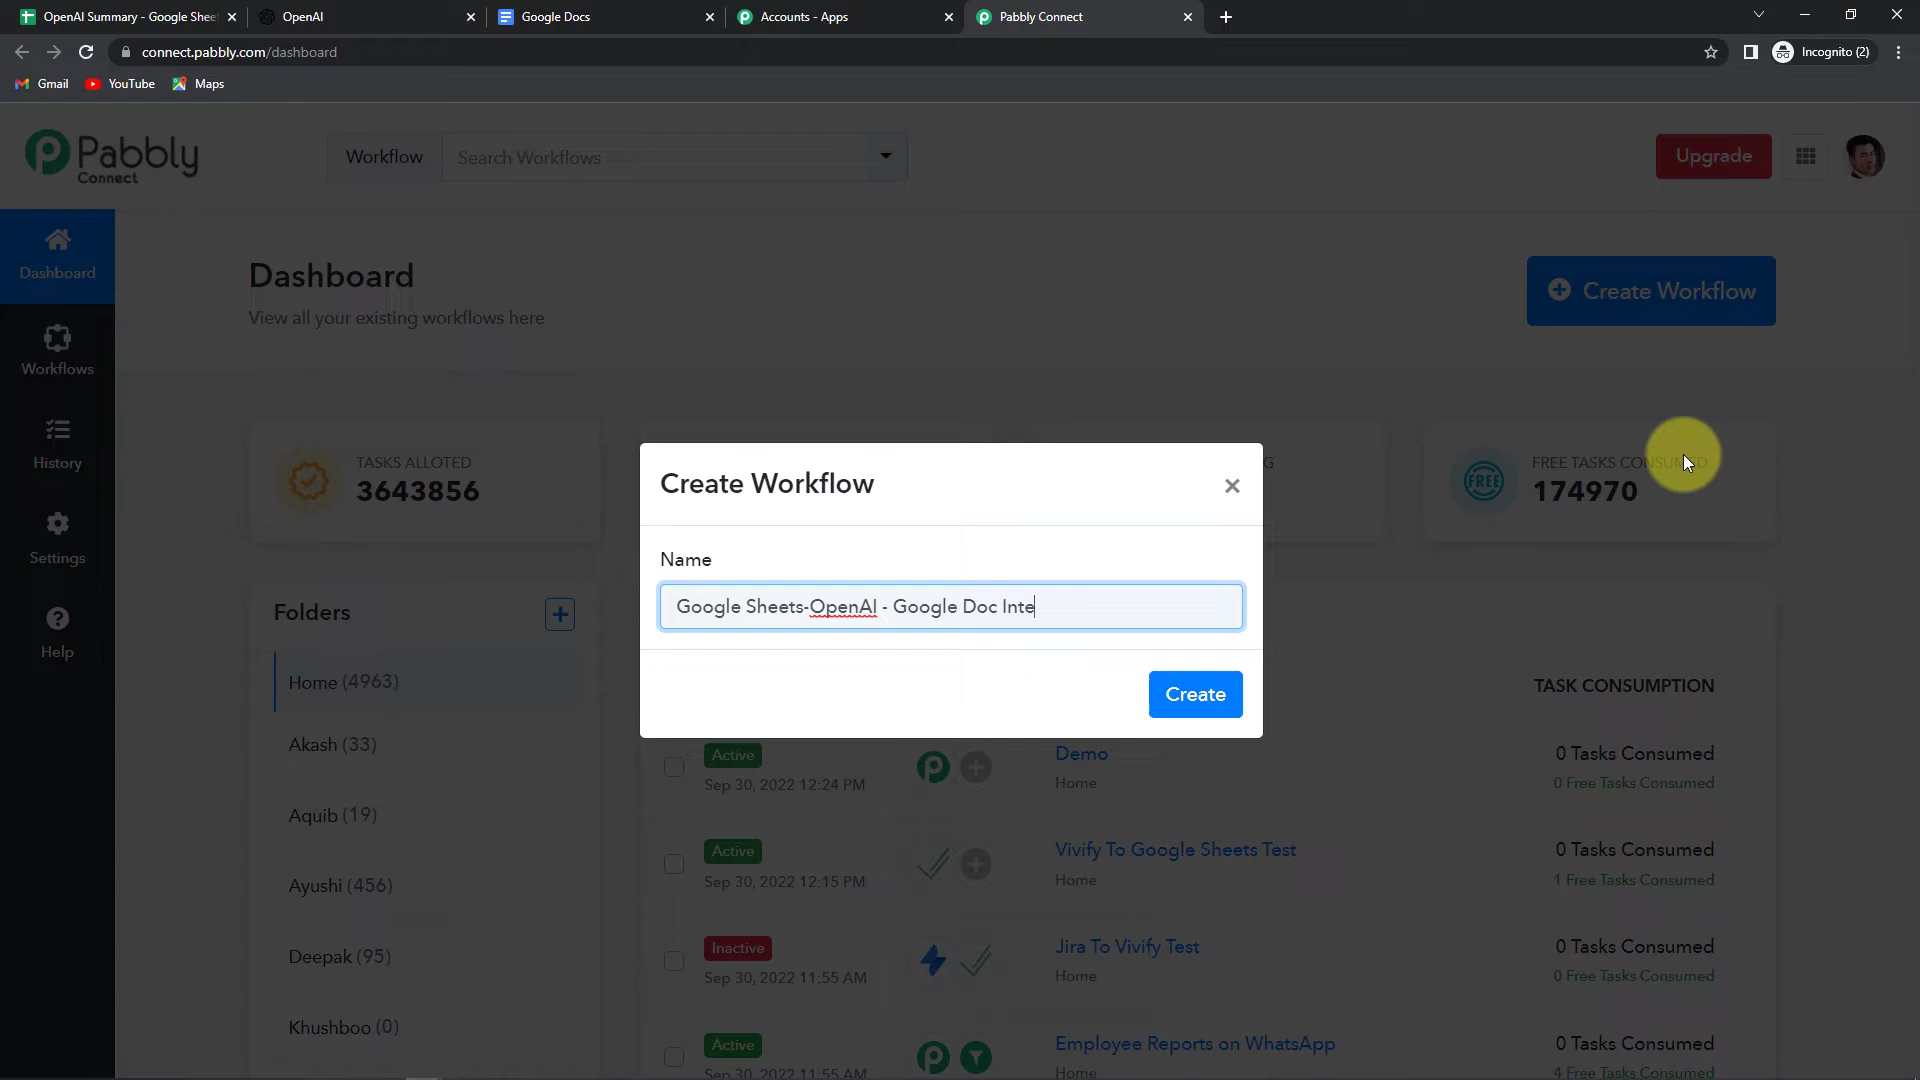 OpenAI Summary - Google Shee
OpenAI
Google Docs
Accounts - Apps
Pabbly Connect
connect.pabbly.com/dashboard
Incognito (2)
Gmail
YouTube
Maps
Pabbly
Connect
Workflow
Search Workflows
Upgrade
Dashboard
Workflows
History
Settings
Help
Dashboard
View all your existing workflows here
Create Workflow
TASKS ALLOTED
3643856
G
FREE TASKS CONSUMED
FREE
174970
Create Workflow
Name
Google Sheets-OpenAI - Google Doc Inte
Create
Folders
Home (4963)
Akash (33)
Aquib (19)
Ayushi (456)
Deepak (95)
Khushboo (0)
TASK CONSUMPTION
Active
Sep 30, 2022 12:24 PM
Demo
Home
0 Tasks Consumed
0 Free Tasks Consumed
Active
Sep 30, 2022 12:15 PM
Vivify To Google Sheets Test
Home
0 Tasks Consumed
1 Free Tasks Consumed
Inactive
Sep 30, 2022 11:55 AM
Jira To Vivify Test
Home
0 Tasks Consumed
0 Free Tasks Consumed
Active
Sep 30, 2022 11:55 AM
Employee Reports on WhatsApp
Home
0 Tasks Consumed
4 Free Tasks Consumed